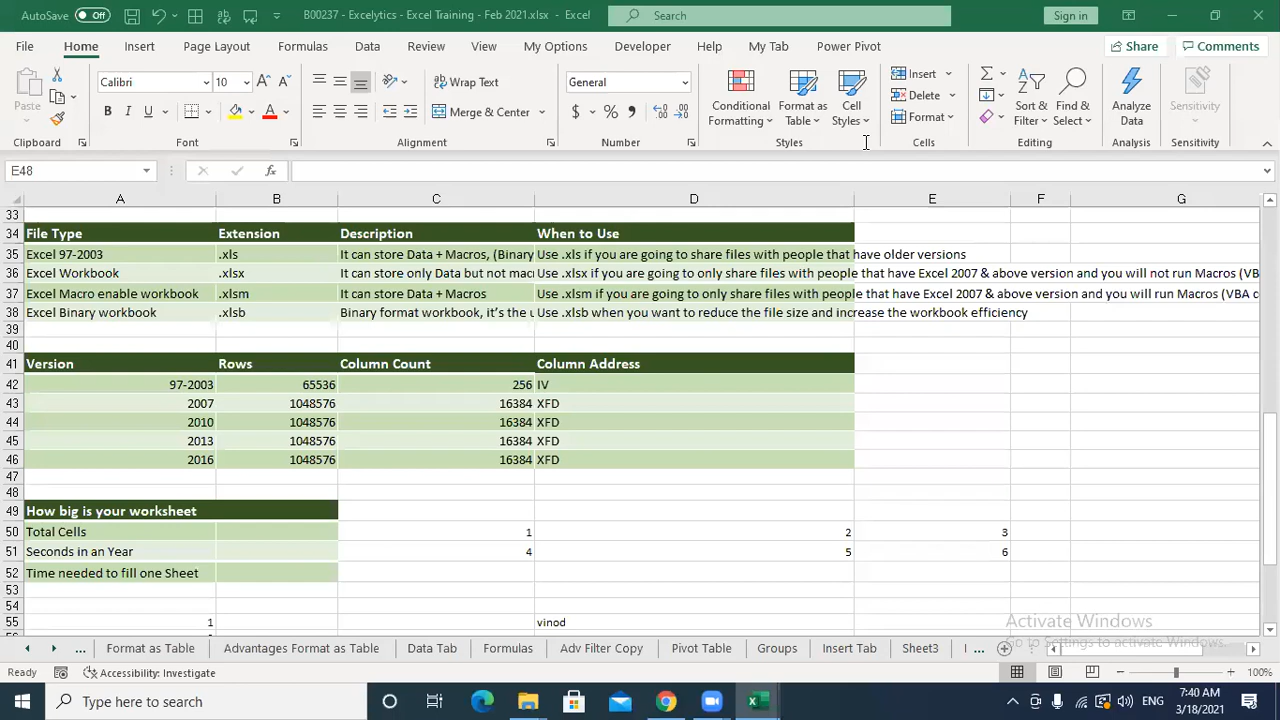 AutoSave Off B00237 - Excelytics - Excel Training - Feb 2021.xlsx - Excel Search Sign in
File Home Insert Page Layout Formulas Data Review View My Options Developer Help My Tab Power Pivot Share Comments
Paste Calibri 10 Wrap Text General Conditional Formatting Format as Table Cell Styles Insert Sort & Filter Find & Select Analyze Data Sensitivity
B I U A Merge & Center $ % , Delete
Format
Clipboard Font Alignment Number Styles Cells Editing Analysis Sensitivity
E48 fx
A B C D E F G
33
34 File Type Extension Description When to Use
35 Excel 97-2003 .xls It can store Data + Macros, (Binary Use .xls if you are going to share files with people that have older versions
36 Excel Workbook .xlsx It can store only Data but not mac Use .xlsx if you are going to only share files with people that have Excel 2007 & above version and you will not run Macros (VB
37 Excel Macro enable workbook .xlsm It can store Data + Macros Use .xlsm if you are going to only share files with people that have Excel 2007 & above version and you will run Macros (VBA c
38 Excel Binary workbook .xlsb Binary format workbook, it's the u Use .xlsb when you want to reduce the file size and increase the workbook efficiency
39
40
41 Version Rows Column Count Column Address
42 97-2003 65536 256 IV
43 2007 1048576 16384 XFD
44 2010 1048576 16384 XFD
45 2013 1048576 16384 XFD
46 2016 1048576 16384 XFD
47
48
49 How big is your worksheet
50 Total Cells 1 2 3
51 Seconds in an Year 4 5 6
52 Time needed to fill one Sheet
53
54
55 1 vinod
Activate Windows
Go to Settings to activate Windows.
... Format as Table Advantages Format as Table Dates Formulas Adv Filter Copy Pivot Table Groups Insert Tab Sheet3 I ...
Ready Accessibility: Investigate 100%
Type here to search ENG 7:40 AM
3/18/2021